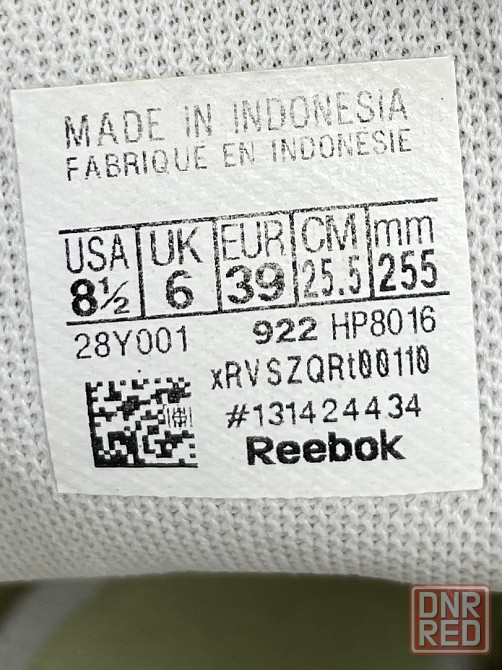 MADE IN INDONESIA
FABRIQUE EN INDONESIE
USA UK EUR CM mm
8½ 6 39 25.5 255
28Y001 922 HP8016
xRVSZQRt00110
#131424434
Reebok
DNR
RED